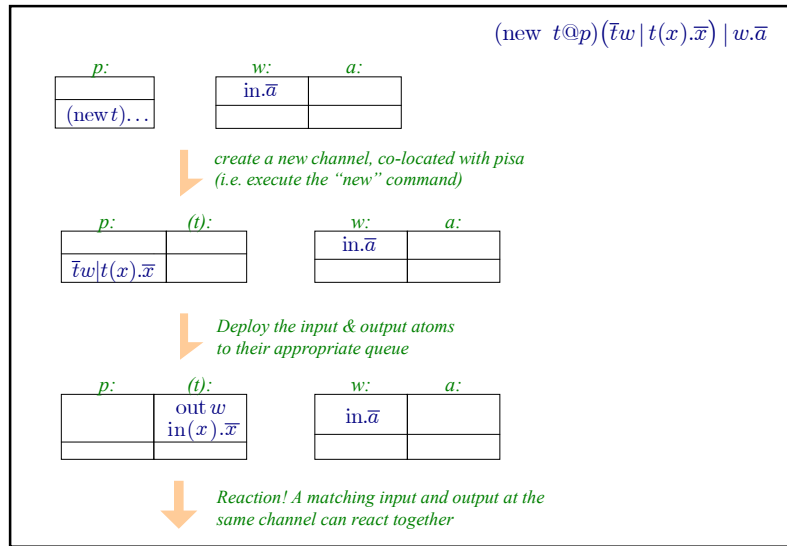 (new t@p)(t̅w | t(x).x̅) | w.a̅
p: w: a:
in.a̅
(new t)...
create a new channel, co-located with pisa
(i.e. execute the “new” command)
p: (t): w: a:
in.a̅
t̅w|t(x).x̅
Deploy the input & output atoms
to their appropriate queue
p: (t): w: a:
out w
in.a̅
in(x).x̅
Reaction! A matching input and output at the
same channel can react together